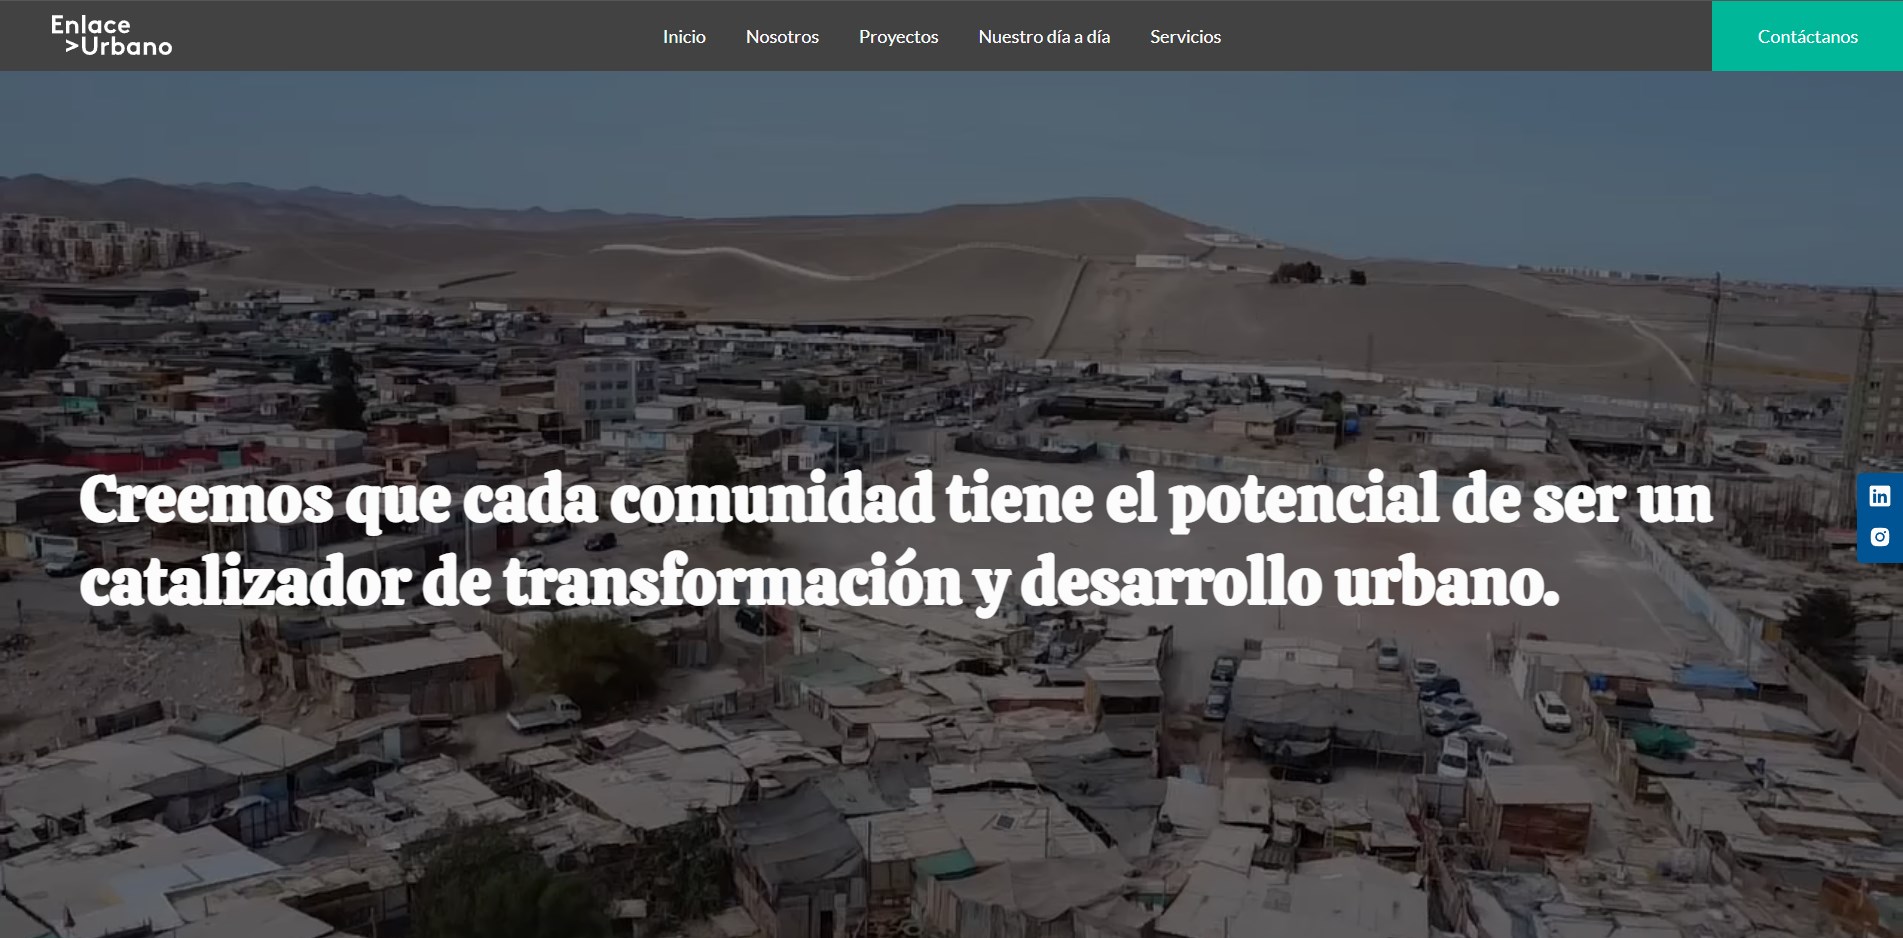 Enlace
>Urbano
Inicio
Nosotros
Proyectos
Nuestro día a día
Servicios
Contáctanos
Creemos que cada comunidad tiene el potencial de ser un
catalizador de transformación y desarrollo urbano.
in